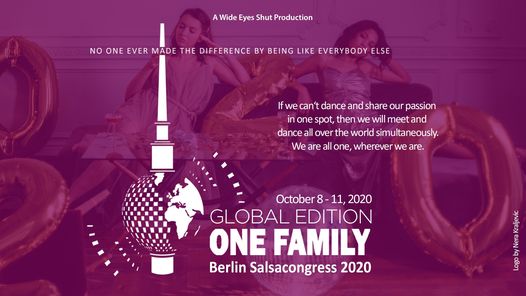 A Wide Eyes Shut Production
NO ONE EVER MADE THE DIFFERENCE BY BEING LIKE EVERYBODY ELSE
If we can't dance and share our passion
in one spot, then we will meet and
dance all over the world simultaneously.
We are all one, wherever we are.
October 8 - 11, 2020
GLOBAL EDITION
ONE FAMILY
Berlin Salsacongress 2020
Logo by Nera Kraljevic